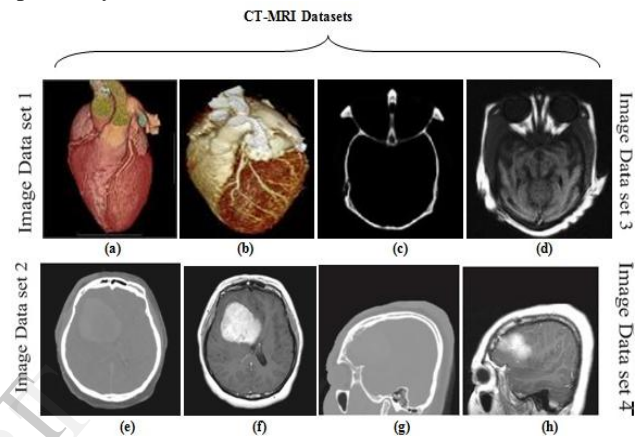 CT-MRI Datasets
Image Data set 1
Image Data set 3
(a) (b) (c) (d)
Image Data set 2
Image Data set 4
(e) (f) (g) (h)